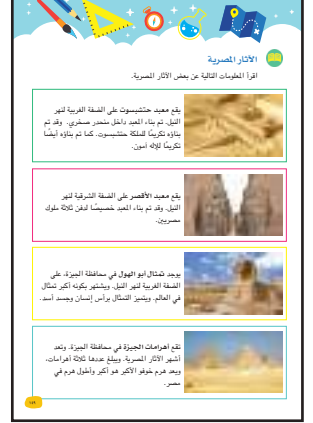 الآثار المصرية
اقرأ المعلومات التالية عن بعض الآثار المصرية.
يقع معبد حتشبسوت على الضفة الغربية لنهر
النيل. تم بناء المعبد داخل منحدر صخري. وقد تم
بناؤه تكريمًا للملكة حتشبسوت. كما تم بناؤه أيضًا
تكريمًا للإله آمون.
يقع معبد الأقصر على الضفة الشرقية لنهر
النيل. وقد تم بناء المعبد خصيصًا لدفن ثلاثة ملوك
مصريين.
يوجد تمثال أبو الهول في محافظة الجيزة، على
الضفة الغربية لنهر النيل. ويشتهر بكونه أكبر تمثال
في العالم. ويتميز التمثال برأس إنسان وجسد أسد.
تقع أهرامات الجيزة في محافظة الجيزة. وتعد
أشهر الآثار المصرية. ويبلغ عددها ثلاثة أهرامات،
ويعد هرم خوفو الأكبر هو أكبر وأطول هرم في
مصر.